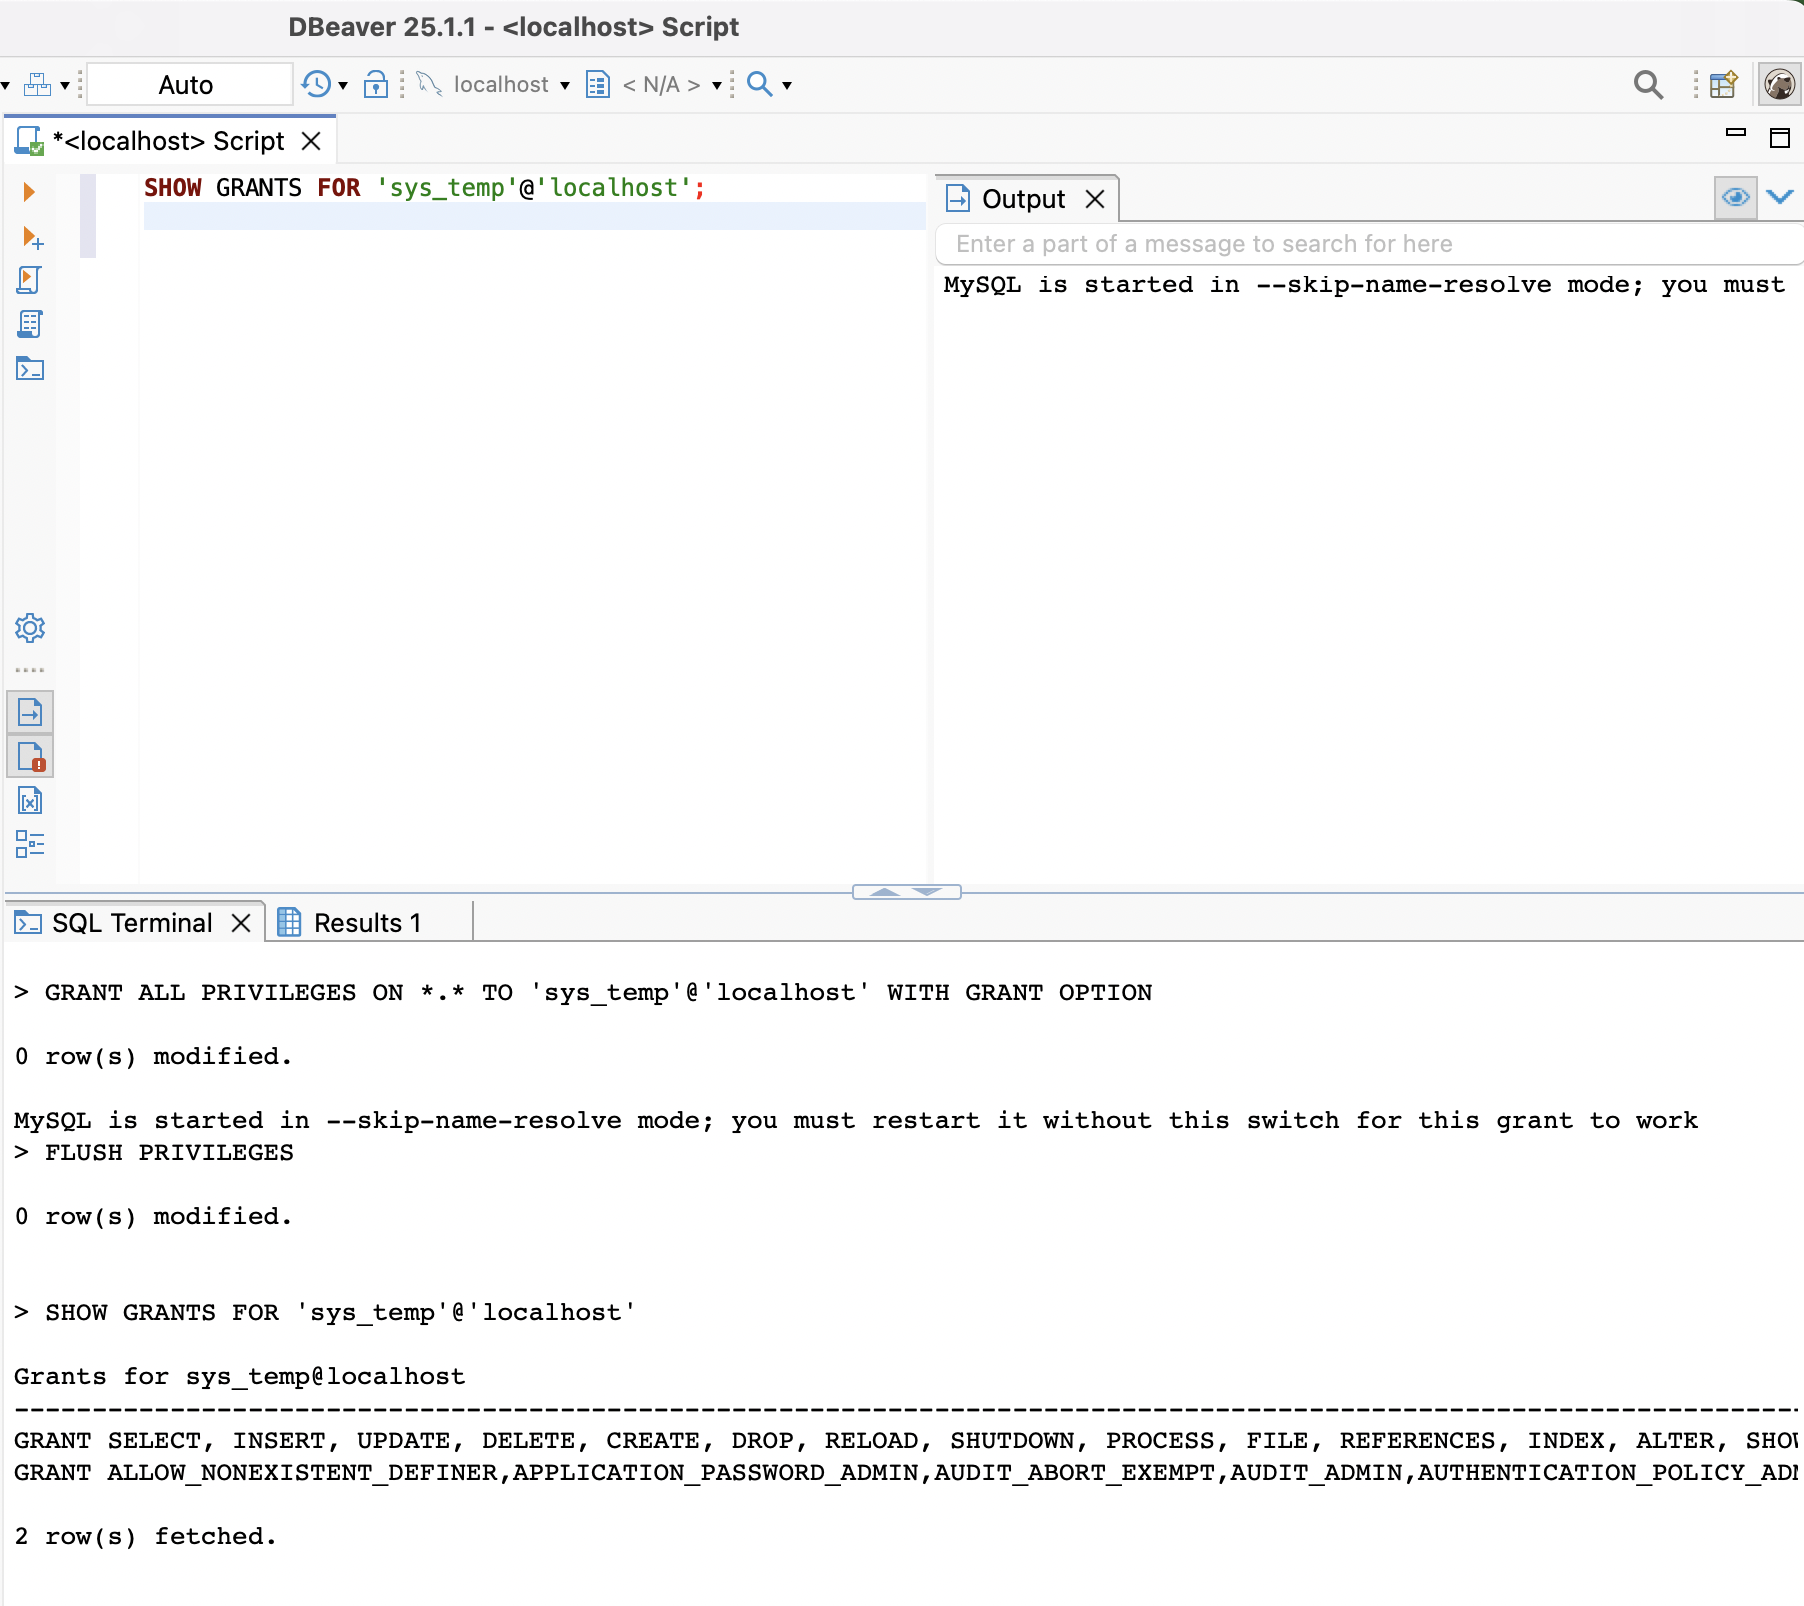 DBeaver 25.1.1 - <localhost> Script
Auto
localhost
< N/A >
*<localhost> Script
SHOW GRANTS FOR 'sys_temp'@'localhost';
Output
Enter a part of a message to search for here
MySQL is started in --skip-name-resolve mode; you must
SQL Terminal
Results 1
> GRANT ALL PRIVILEGES ON *.* TO 'sys_temp'@'localhost' WITH GRANT OPTION
0 row(s) modified.
MySQL is started in --skip-name-resolve mode; you must restart it without this switch for this grant to work
> FLUSH PRIVILEGES
0 row(s) modified.
> SHOW GRANTS FOR 'sys_temp'@'localhost'
Grants for sys_temp@localhost
-------------------------------------------------------------------------------------------------------------------
GRANT SELECT, INSERT, UPDATE, DELETE, CREATE, DROP, RELOAD, SHUTDOWN, PROCESS, FILE, REFERENCES, INDEX, ALTER, SHO
GRANT ALLOW_NONEXISTENT_DEFINER,APPLICATION_PASSWORD_ADMIN,AUDIT_ABORT_EXEMPT,AUDIT_ADMIN,AUTHENTICATION_POLICY_AD
2 row(s) fetched.